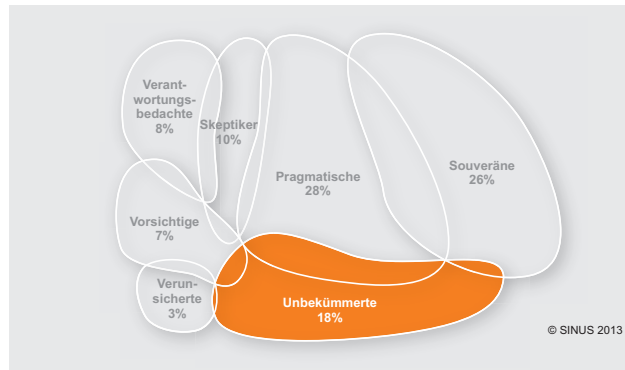 Verant-
wortungs-
bedachte
8%
Skeptiker
10%
Pragmatische
28%
Souveräne
26%
Vorsichtige
7%
Verun-
sicherte
3%
Unbekümmerte
18%
© SINUS 2013